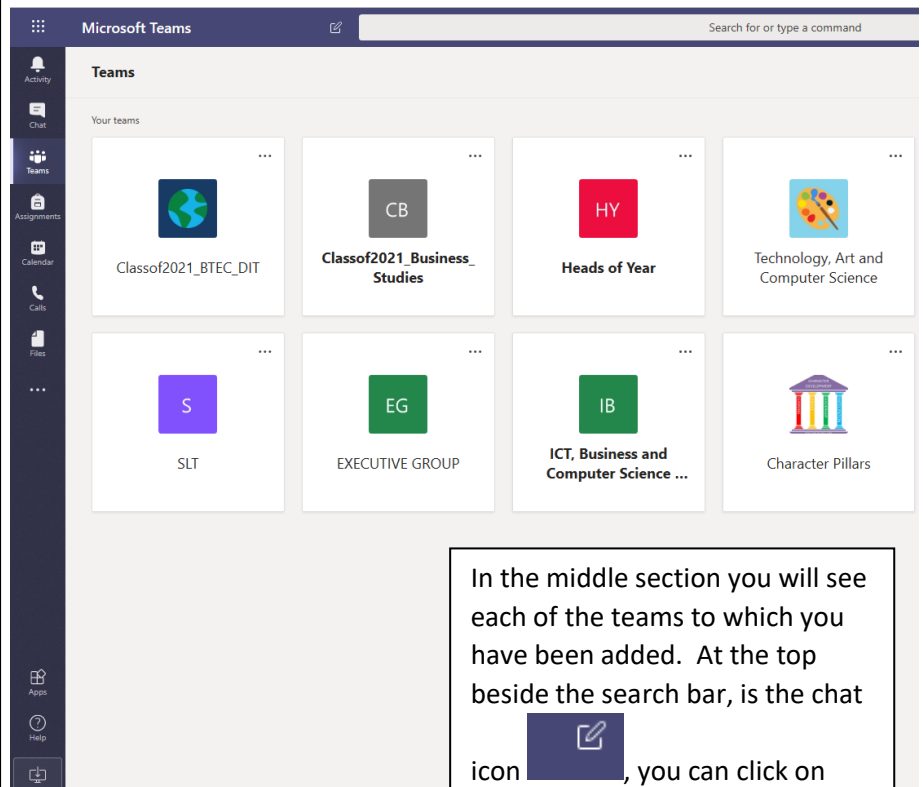 Microsoft Teams
Search for or type a command
Activity
Chat
Teams
Assignments
Calendar
Calls
Files
Apps
Help
Teams
Your teams
Classof2021_BTEC_DIT
CB
Classof2021_Business_
Studies
HY
Heads of Year
Technology, Art and
Computer Science
S
SLT
EG
EXECUTIVE GROUP
IB
ICT, Business and
Computer Science ...
Character Pillars
In the middle section you will see
each of the teams to which you
have been added. At the top
beside the search bar, is the chat
icon , you can click on